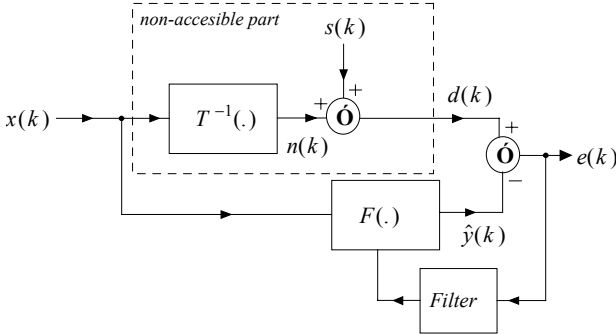 non-accesible part
s(k)
+
x(k)
T⁻¹(.)
+
Ó
d(k)
n(k)
+
Ó
e(k)
−
F(.)
ŷ(k)
Filter